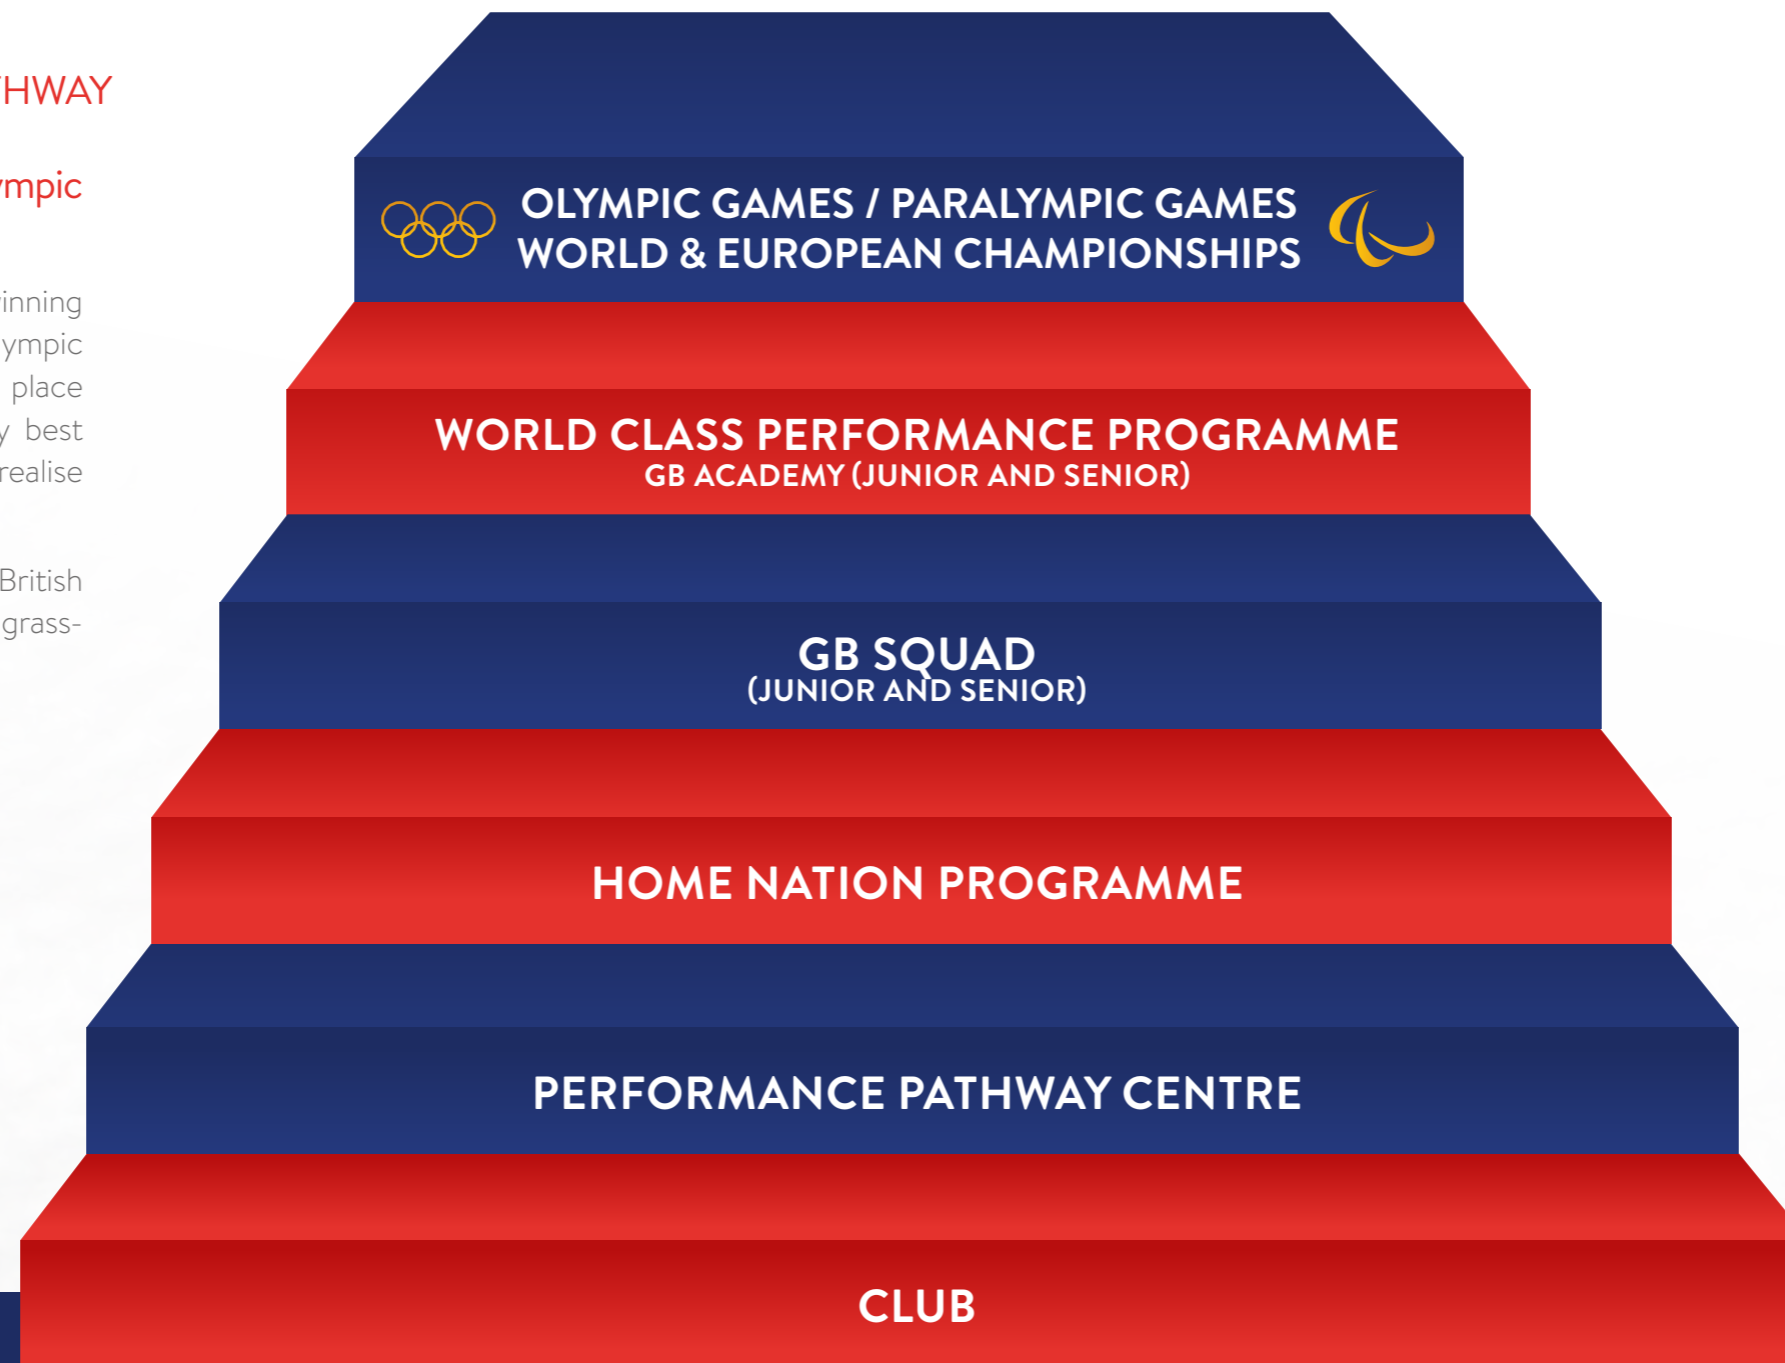 HWAY
mpic
inning
ympic
place
best
realise
British
grass-
OLYMPIC GAMES / PARALYMPIC GAMES
WORLD & EUROPEAN CHAMPIONSHIPS
WORLD CLASS PERFORMANCE PROGRAMME
GB ACADEMY (JUNIOR AND SENIOR)
GB SQUAD
(JUNIOR AND SENIOR)
HOME NATION PROGRAMME
PERFORMANCE PATHWAY CENTRE
CLUB